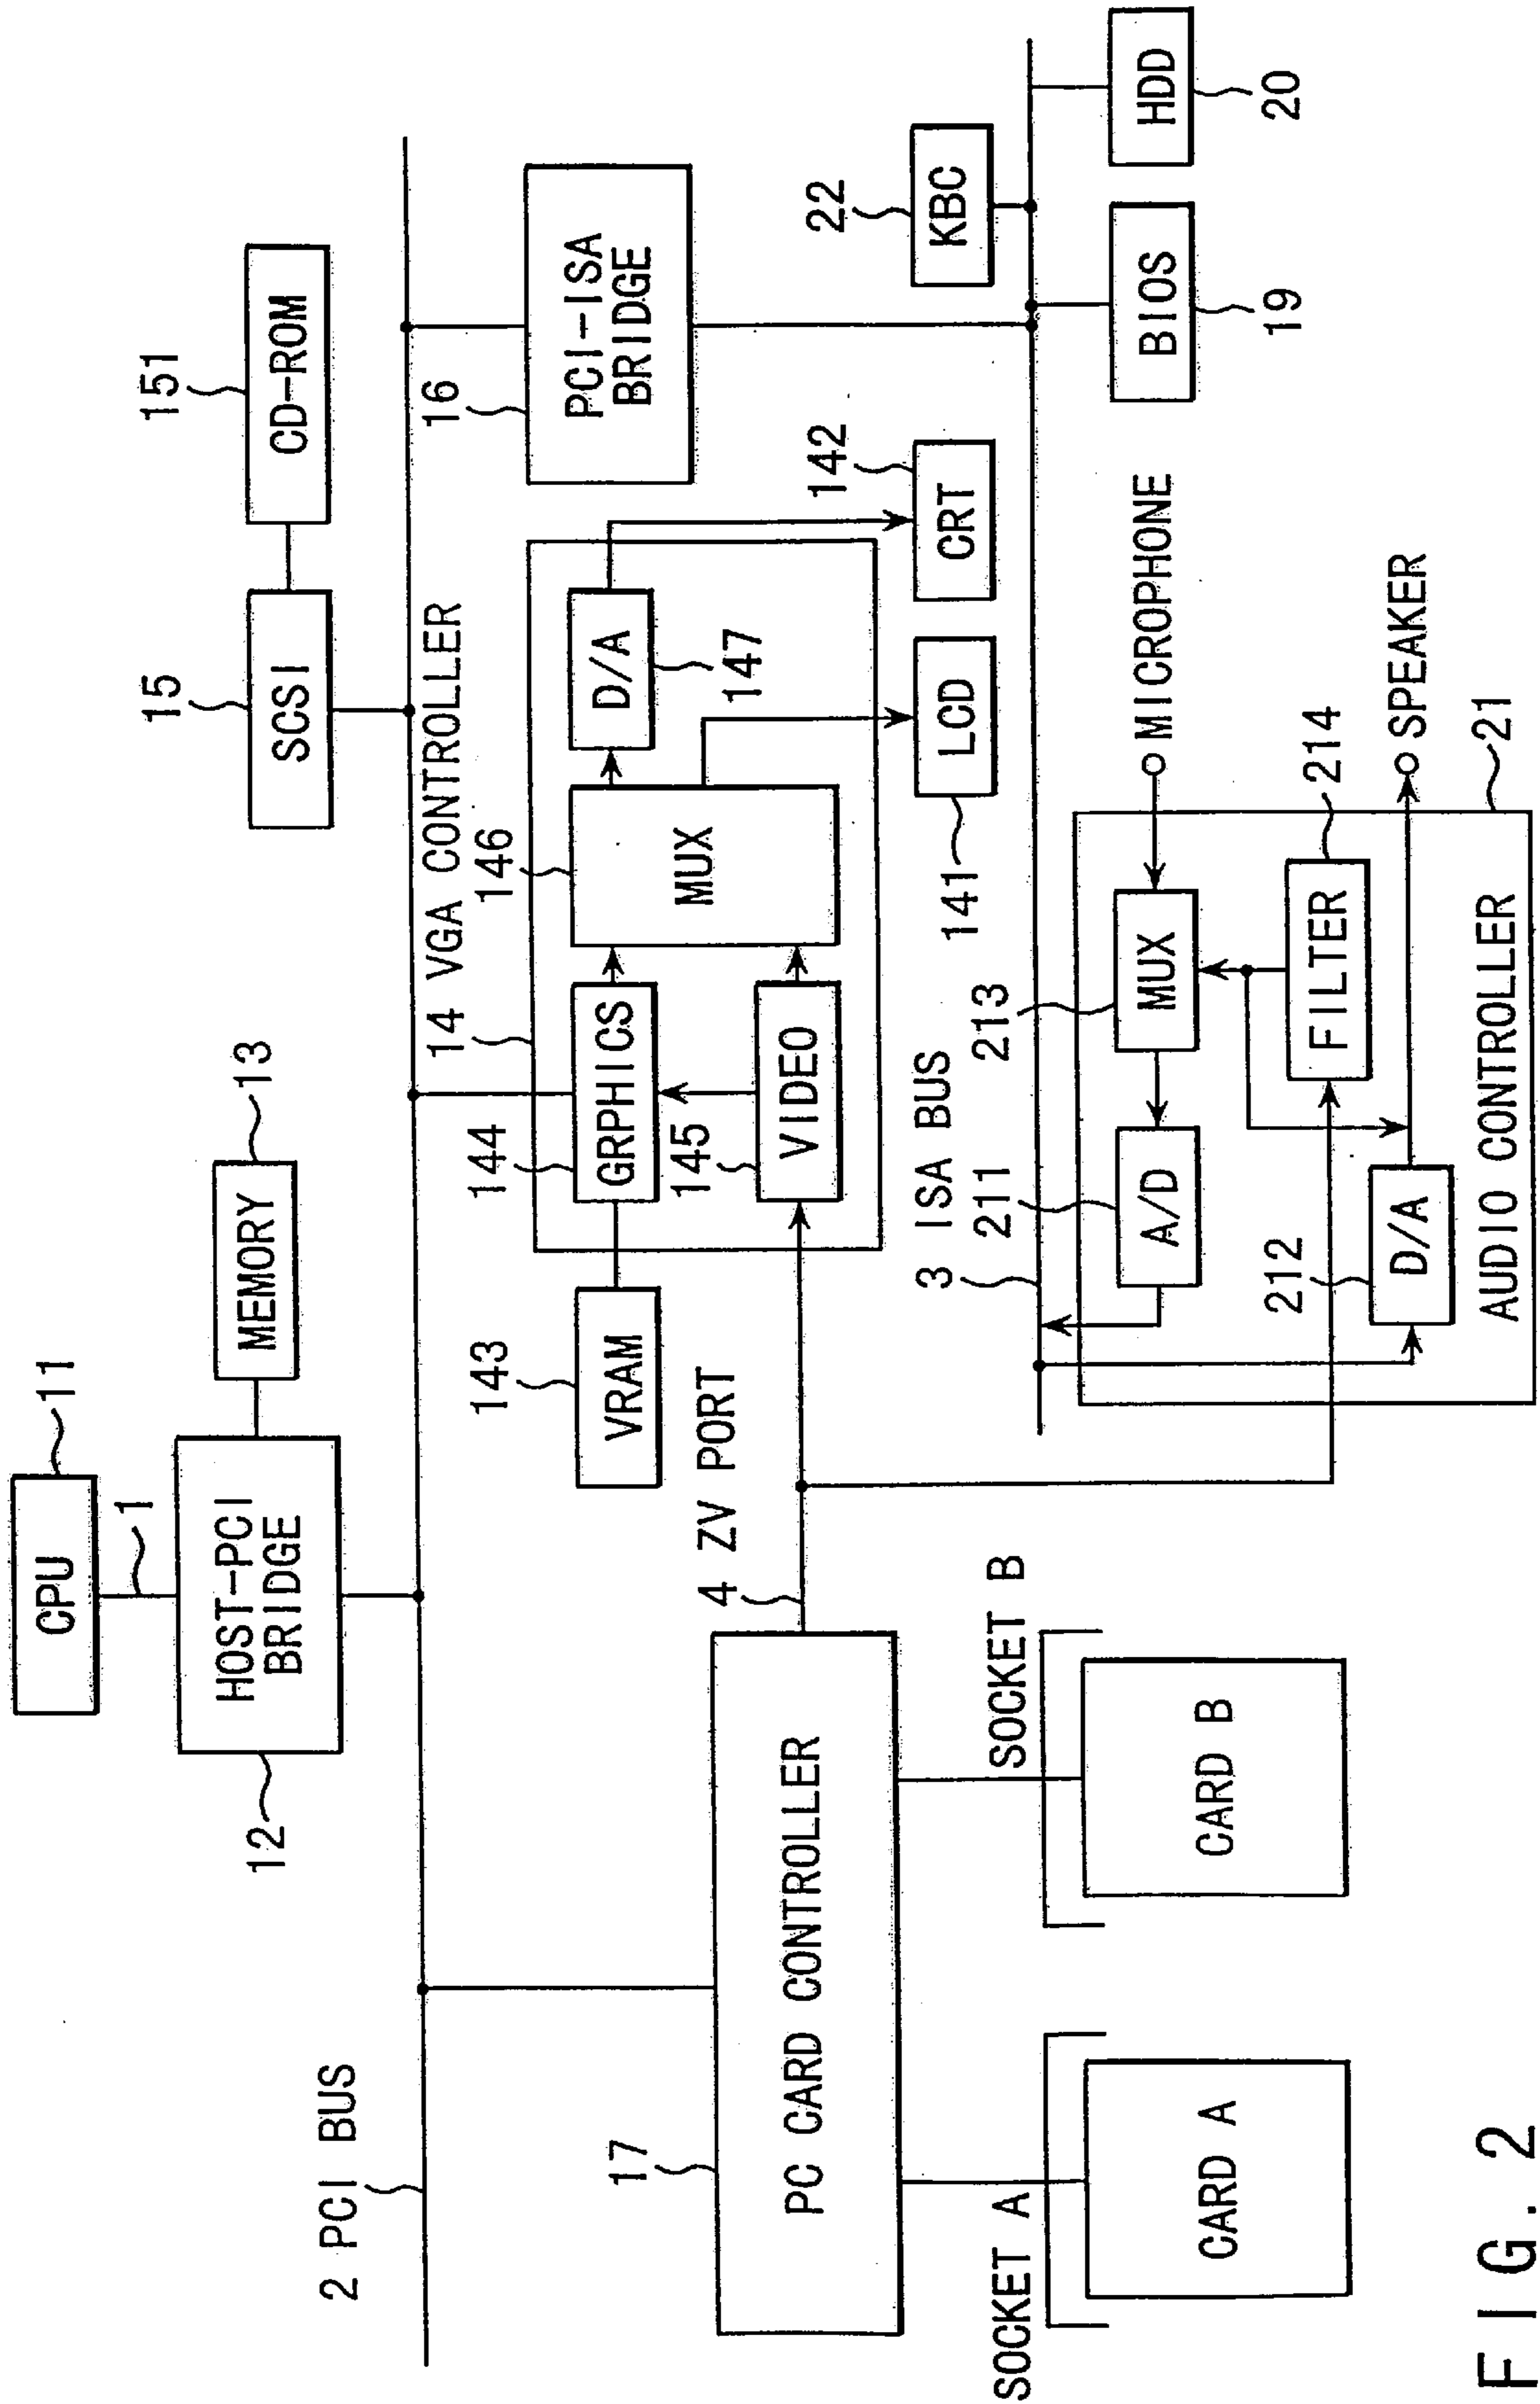 CPU
11
1
HOST-PCI
BRIDGE
12
MEMORY
13
15
SCSI
151
CD-ROM
2 PCI BUS
14 VGA CONTROLLER
16
PCI-ISA
BRIDGE
143
VRAM
144
GRPHICS
145
VIDEO
146
MUX
D/A
147
17
PC CARD CONTROLLER
4 ZV PORT
141
LCD
142
CRT
22
KBC
SOCKET A
CARD A
SOCKET B
CARD B
3 ISA BUS
BIOS
19
HDD
20
211
A/D
213
MUX
MICROPHONE
212
D/A
FILTER
214
SPEAKER
AUDIO CONTROLLER
21
FIG. 2